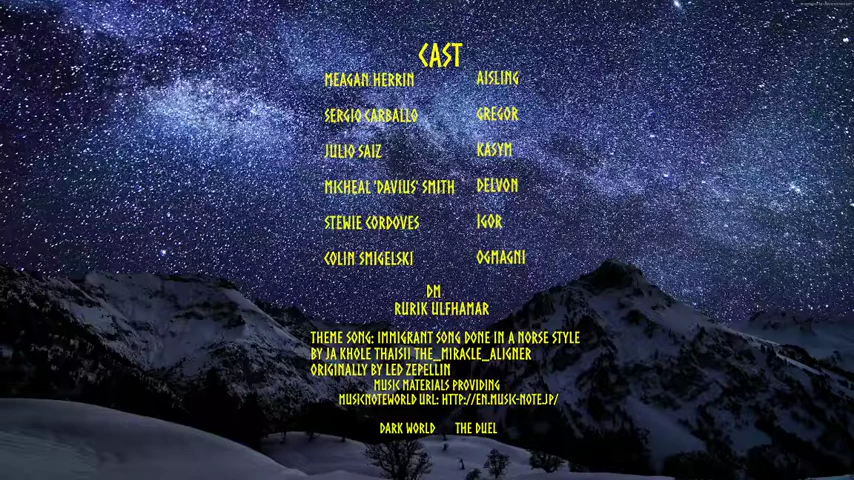 CAST
MEAGAN HERRIN AISLING
SERGIO CARBALLO GREGOR
JULIO SAIZ KASYM
MICHEAL 'DAVIUS' SMITH DELVON
STEWIE CORDOVES IGOR
COLIN SMIGELSKI OGMAGNI
DM
RURIK ULFHAMAR
THEME SONG: IMMIGRANT SONG DONE IN A NORSE STYLE
BY JA KHOLE THAISIJ THE_MIRACLE_ALIGNER
ORIGINALLY BY LED ZEPELLIN
MUSIC MATERIALS PROVIDING
MUSICNOTEWORLD URL: HTTP://EN.MUSIC-NOTE.JP/
DARK WORLD THE DUEL